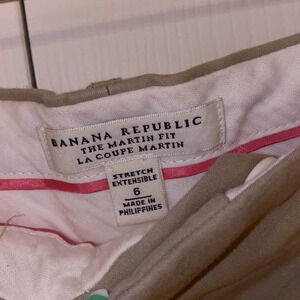 BANANA REPUBLIC
THE MARTIN FIT
LA COUPE MARTIN
STRETCH
EXTENSIBLE
6
MADE IN
PHILIPPINES